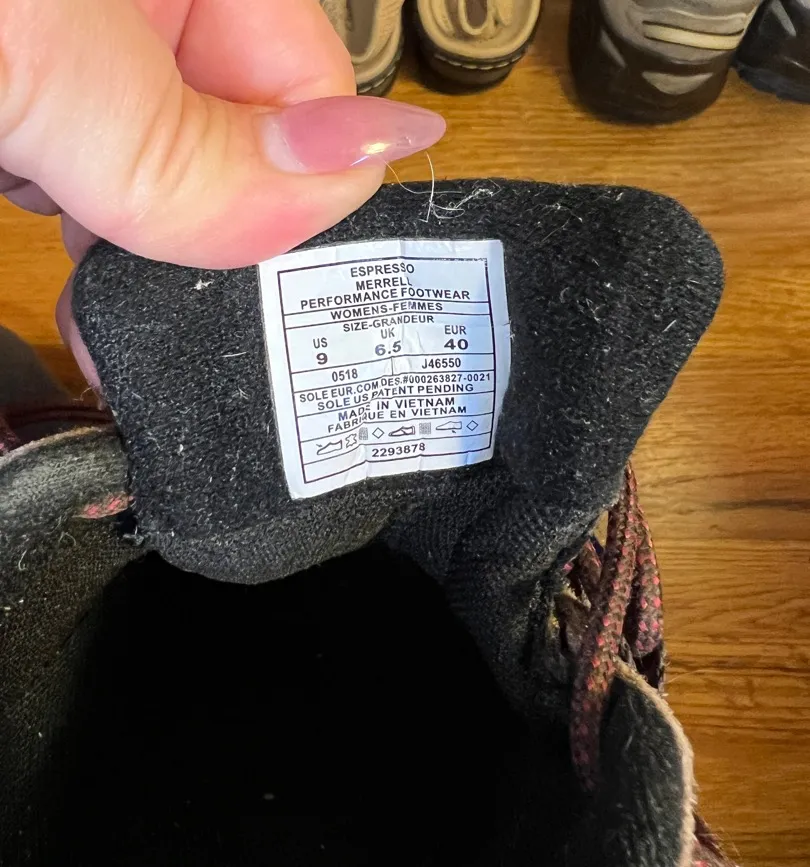 ESPRESSO
MERRELL
PERFORMANCE FOOTWEAR
WOMENS-FEMMES
SIZE-GRANDEUR
US UK EUR
9 6.5 40
0518 J46550
SOLE EUR.COM.DES.#000263827-0021
SOLE US PATENT PENDING
MADE IN VIETNAM
FABRIQUE EN VIETNAM
2293878